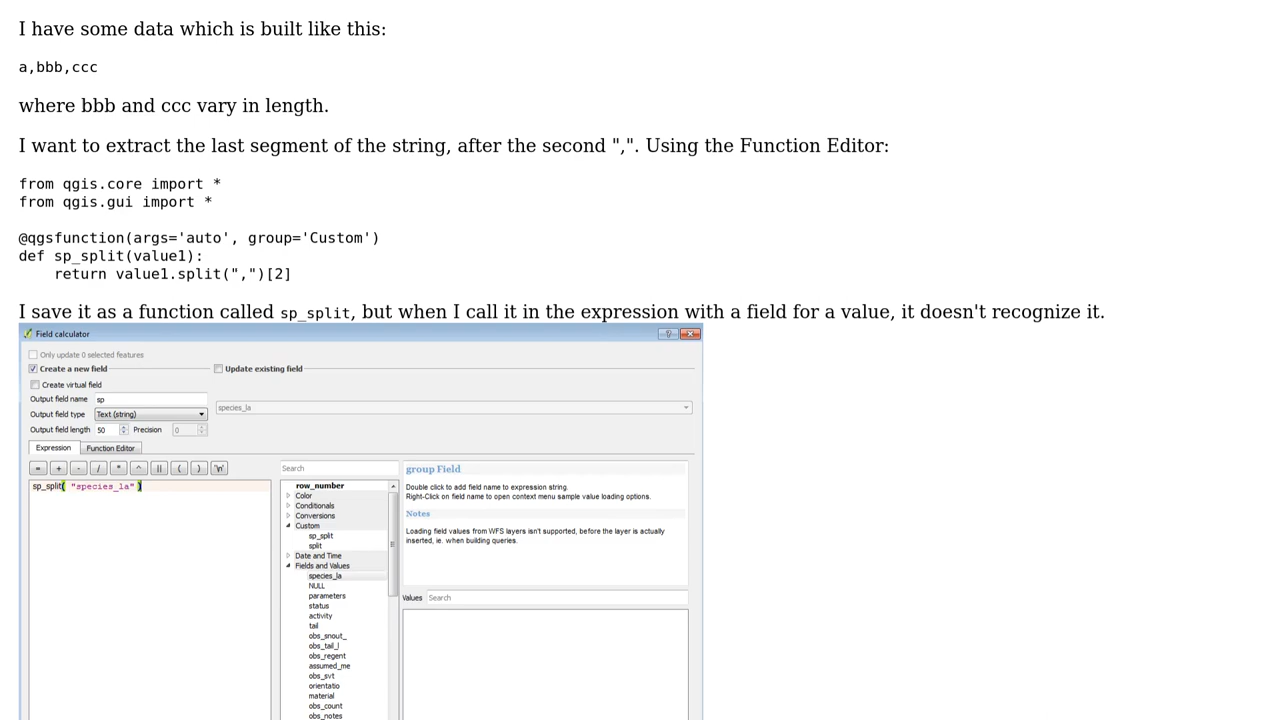 I have some data which is built like this:
a,bbb,ccc
where bbb and ccc vary in length.
I want to extract the last segment of the string, after the second ",". Using the Function Editor:
from qgis.core import *
from qgis.gui import *
@qgsfunction(args='auto', group='Custom')
def sp_split(value1):
    return value1.split(",")[2]
I save it as a function called sp_split, but when I call it in the expression with a field for a value, it doesn't recognize it.
Field calculator
Only update 0 selected features
Create a new field
Update existing field
Create virtual field
Output field name sp
Output field type Text (string)
species_la
Output field length 50 Precision 0
Expression Function Editor
= + - / * ^ || ( ) '\n'
sp_split( "species_la" )
Search
row_number
Color
Conditionals
Conversions
Custom
sp_split
split
Date and Time
Fields and Values
species_la
NULL
parameters
status
activity
tail
obs_snout_
obs_tail_l
obs_regent
assumed_me
obs_svt
orientatio
material
obs_count
obs_notes
group Field
Double click to add field name to expression string.
Right-Click on field name to open context menu sample value loading options.
Notes
Loading field values from WFS layers isn't supported, before the layer is actually
inserted, ie. when building queries.
Values Search